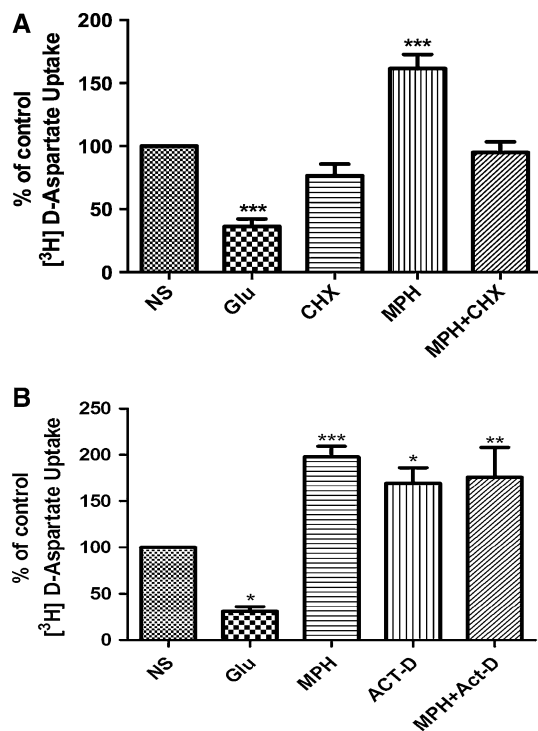 A
% of control
[³H] D-Aspartate Uptake
200
150
100
50
0
***
***
NS
Glu
CHX
MPH
MPH+CHX
B
% of control
[³H] D-Aspartate Uptake
250
200
150
100
50
0
*
***
*
**
NS
Glu
MPH
ACT-D
MPH+Act-D